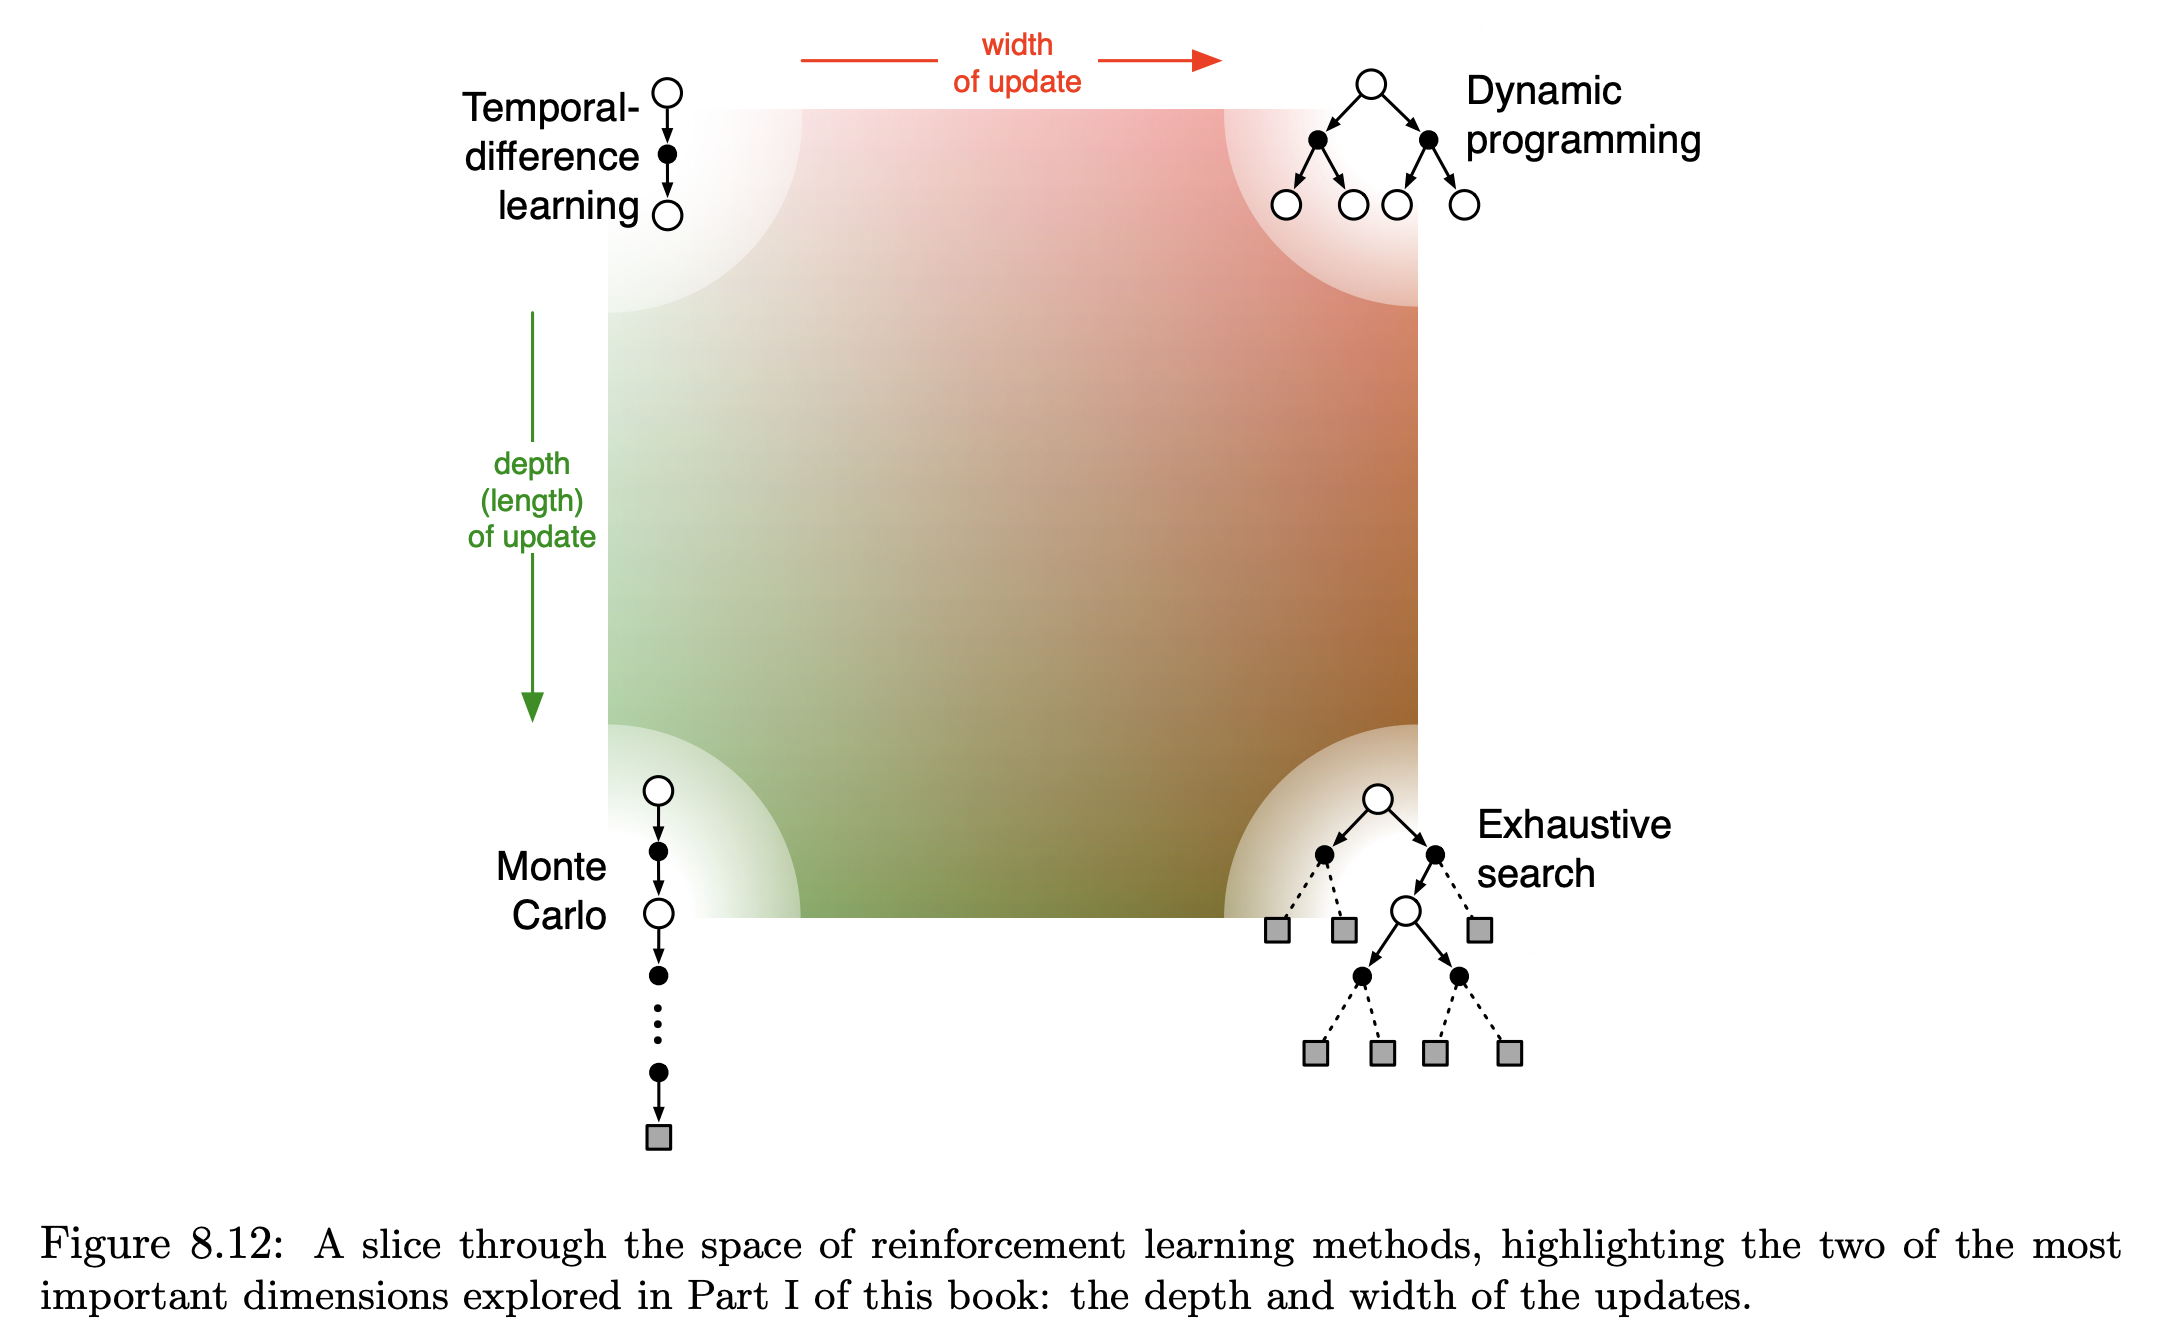 width
of update
Temporal-
difference
learning
Dynamic
programming
depth
(length)
of update
Monte
Carlo
Exhaustive
search
Figure 8.12: A slice through the space of reinforcement learning methods, highlighting the two of the most
important dimensions explored in Part I of this book: the depth and width of the updates.